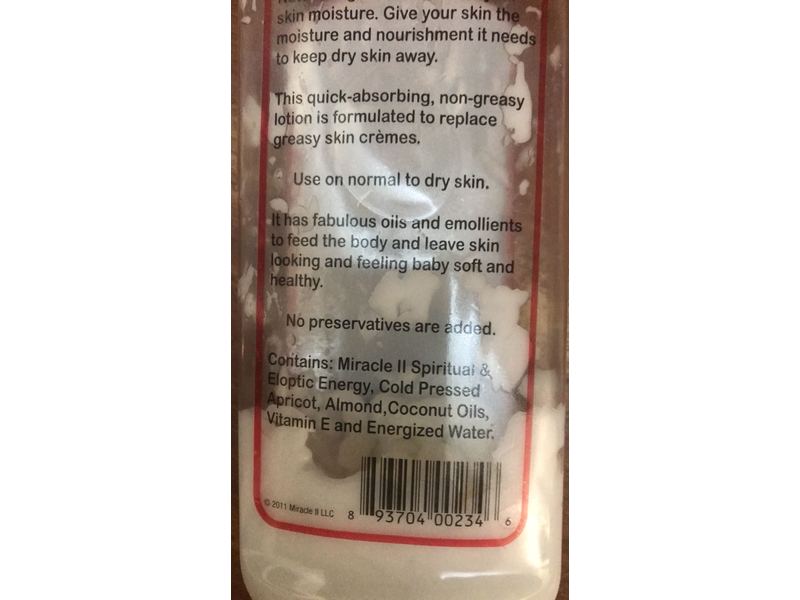 skin moisture. Give your skin the
moisture and nourishment it needs
to keep dry skin away.
This quick-absorbing, non-greasy
lotion is formulated to replace
greasy skin crèmes.
Use on normal to dry skin.
It has fabulous oils and emollients
to feed the body and leave skin
looking and feeling baby soft and
healthy.
No preservatives are added.
Contains: Miracle II Spiritual &
Eloptic Energy, Cold Pressed
Apricot, Almond,Coconut Oils,
Vitamin E and Energized Water.
© 2011 Miracle II LLC
8 93704 00234 6